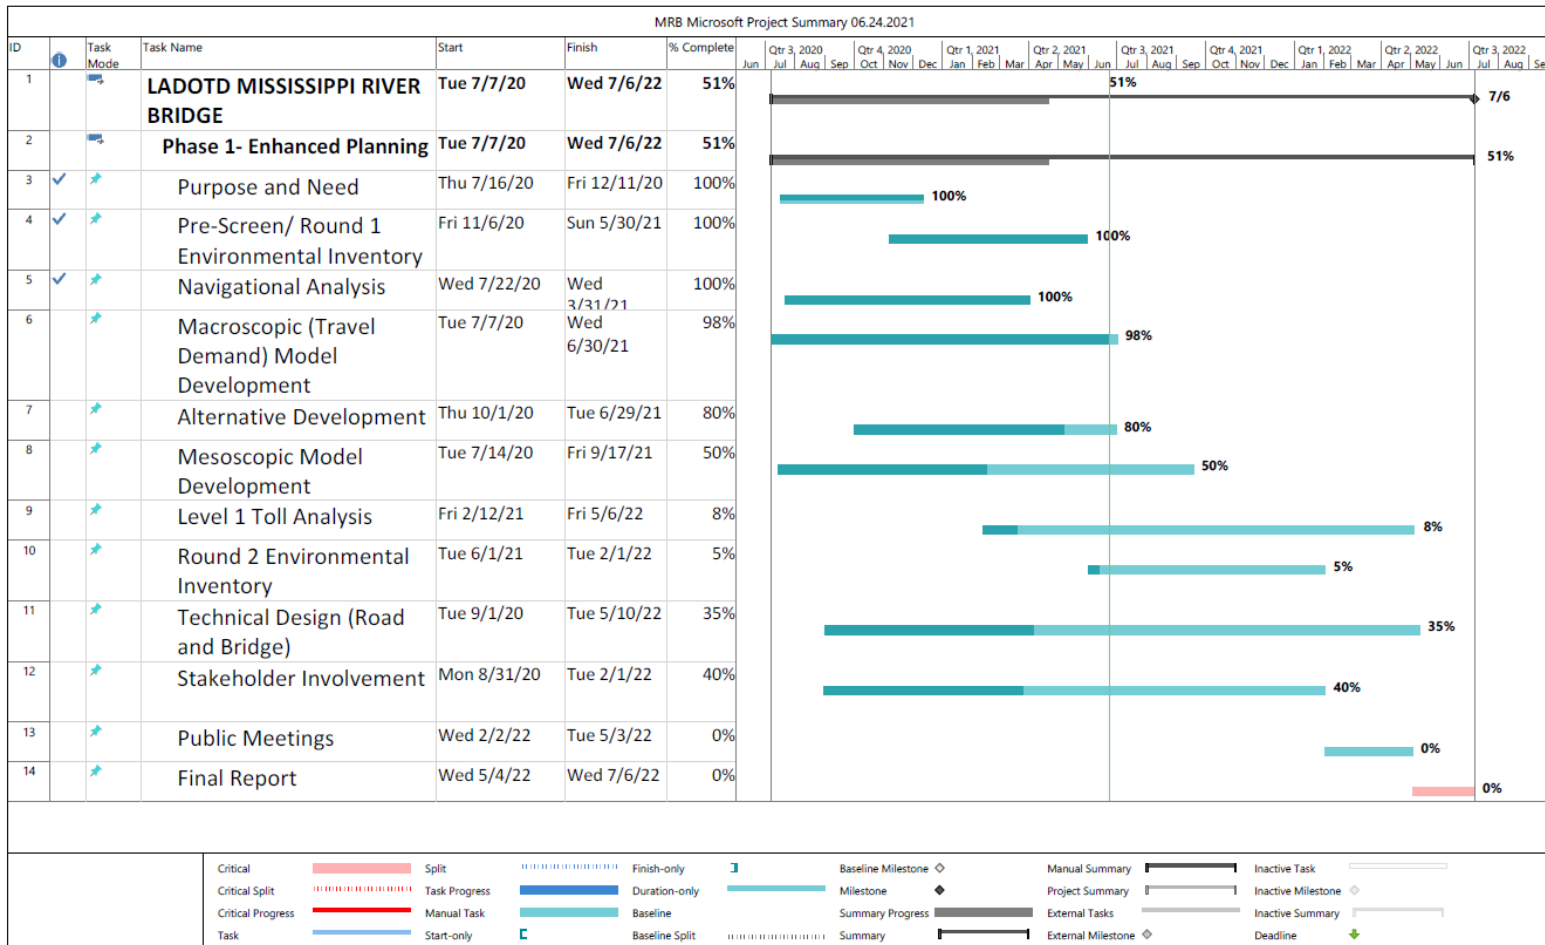 MRB Microsoft Project Summary 06.24.2021
ID Task Mode Task Name Start Finish % Complete
Qtr 3, 2020 Qtr 4, 2020 Qtr 1, 2021 Qtr 2, 2021 Qtr 3, 2021 Qtr 4, 2021 Qtr 1, 2022 Qtr 2, 2022 Qtr 3, 2022
Jun Jul Aug Sep Oct Nov Dec Jan Feb Mar Apr May Jun Jul Aug Sep Oct Nov Dec Jan Feb Mar Apr May Jun Jul Aug Se
1 LADOTD MISSISSIPPI RIVER Tue 7/7/20 Wed 7/6/22 51% 51%
BRIDGE 7/6
2 Phase 1- Enhanced Planning Tue 7/7/20 Wed 7/6/22 51% 51%
3 Purpose and Need Thu 7/16/20 Fri 12/11/20 100% 100%
4 Pre-Screen/ Round 1 Fri 11/6/20 Sun 5/30/21 100% 100%
Environmental Inventory
5 Navigational Analysis Wed 7/22/20 Wed 100% 100%
3/31/21
6 Macroscopic (Travel Tue 7/7/20 Wed 98% 98%
Demand) Model 6/30/21
Development
7 Alternative Development Thu 10/1/20 Tue 6/29/21 80% 80%
8 Mesoscopic Model Tue 7/14/20 Fri 9/17/21 50% 50%
Development
9 Level 1 Toll Analysis Fri 2/12/21 Fri 5/6/22 8% 8%
10 Round 2 Environmental Tue 6/1/21 Tue 2/1/22 5% 5%
Inventory
11 Technical Design (Road Tue 9/1/20 Tue 5/10/22 35% 35%
and Bridge)
12 Stakeholder Involvement Mon 8/31/20 Tue 2/1/22 40% 40%
13 Public Meetings Wed 2/2/22 Tue 5/3/22 0% 0%
14 Final Report Wed 5/4/22 Wed 7/6/22 0% 0%
Critical Split Finish-only Baseline Milestone Manual Summary Inactive Task
Critical Split Task Progress Duration-only Milestone Project Summary Inactive Milestone
Critical Progress Manual Task Baseline Summary Progress External Tasks Inactive Summary
Task Start-only Baseline Split Summary External Milestone Deadline